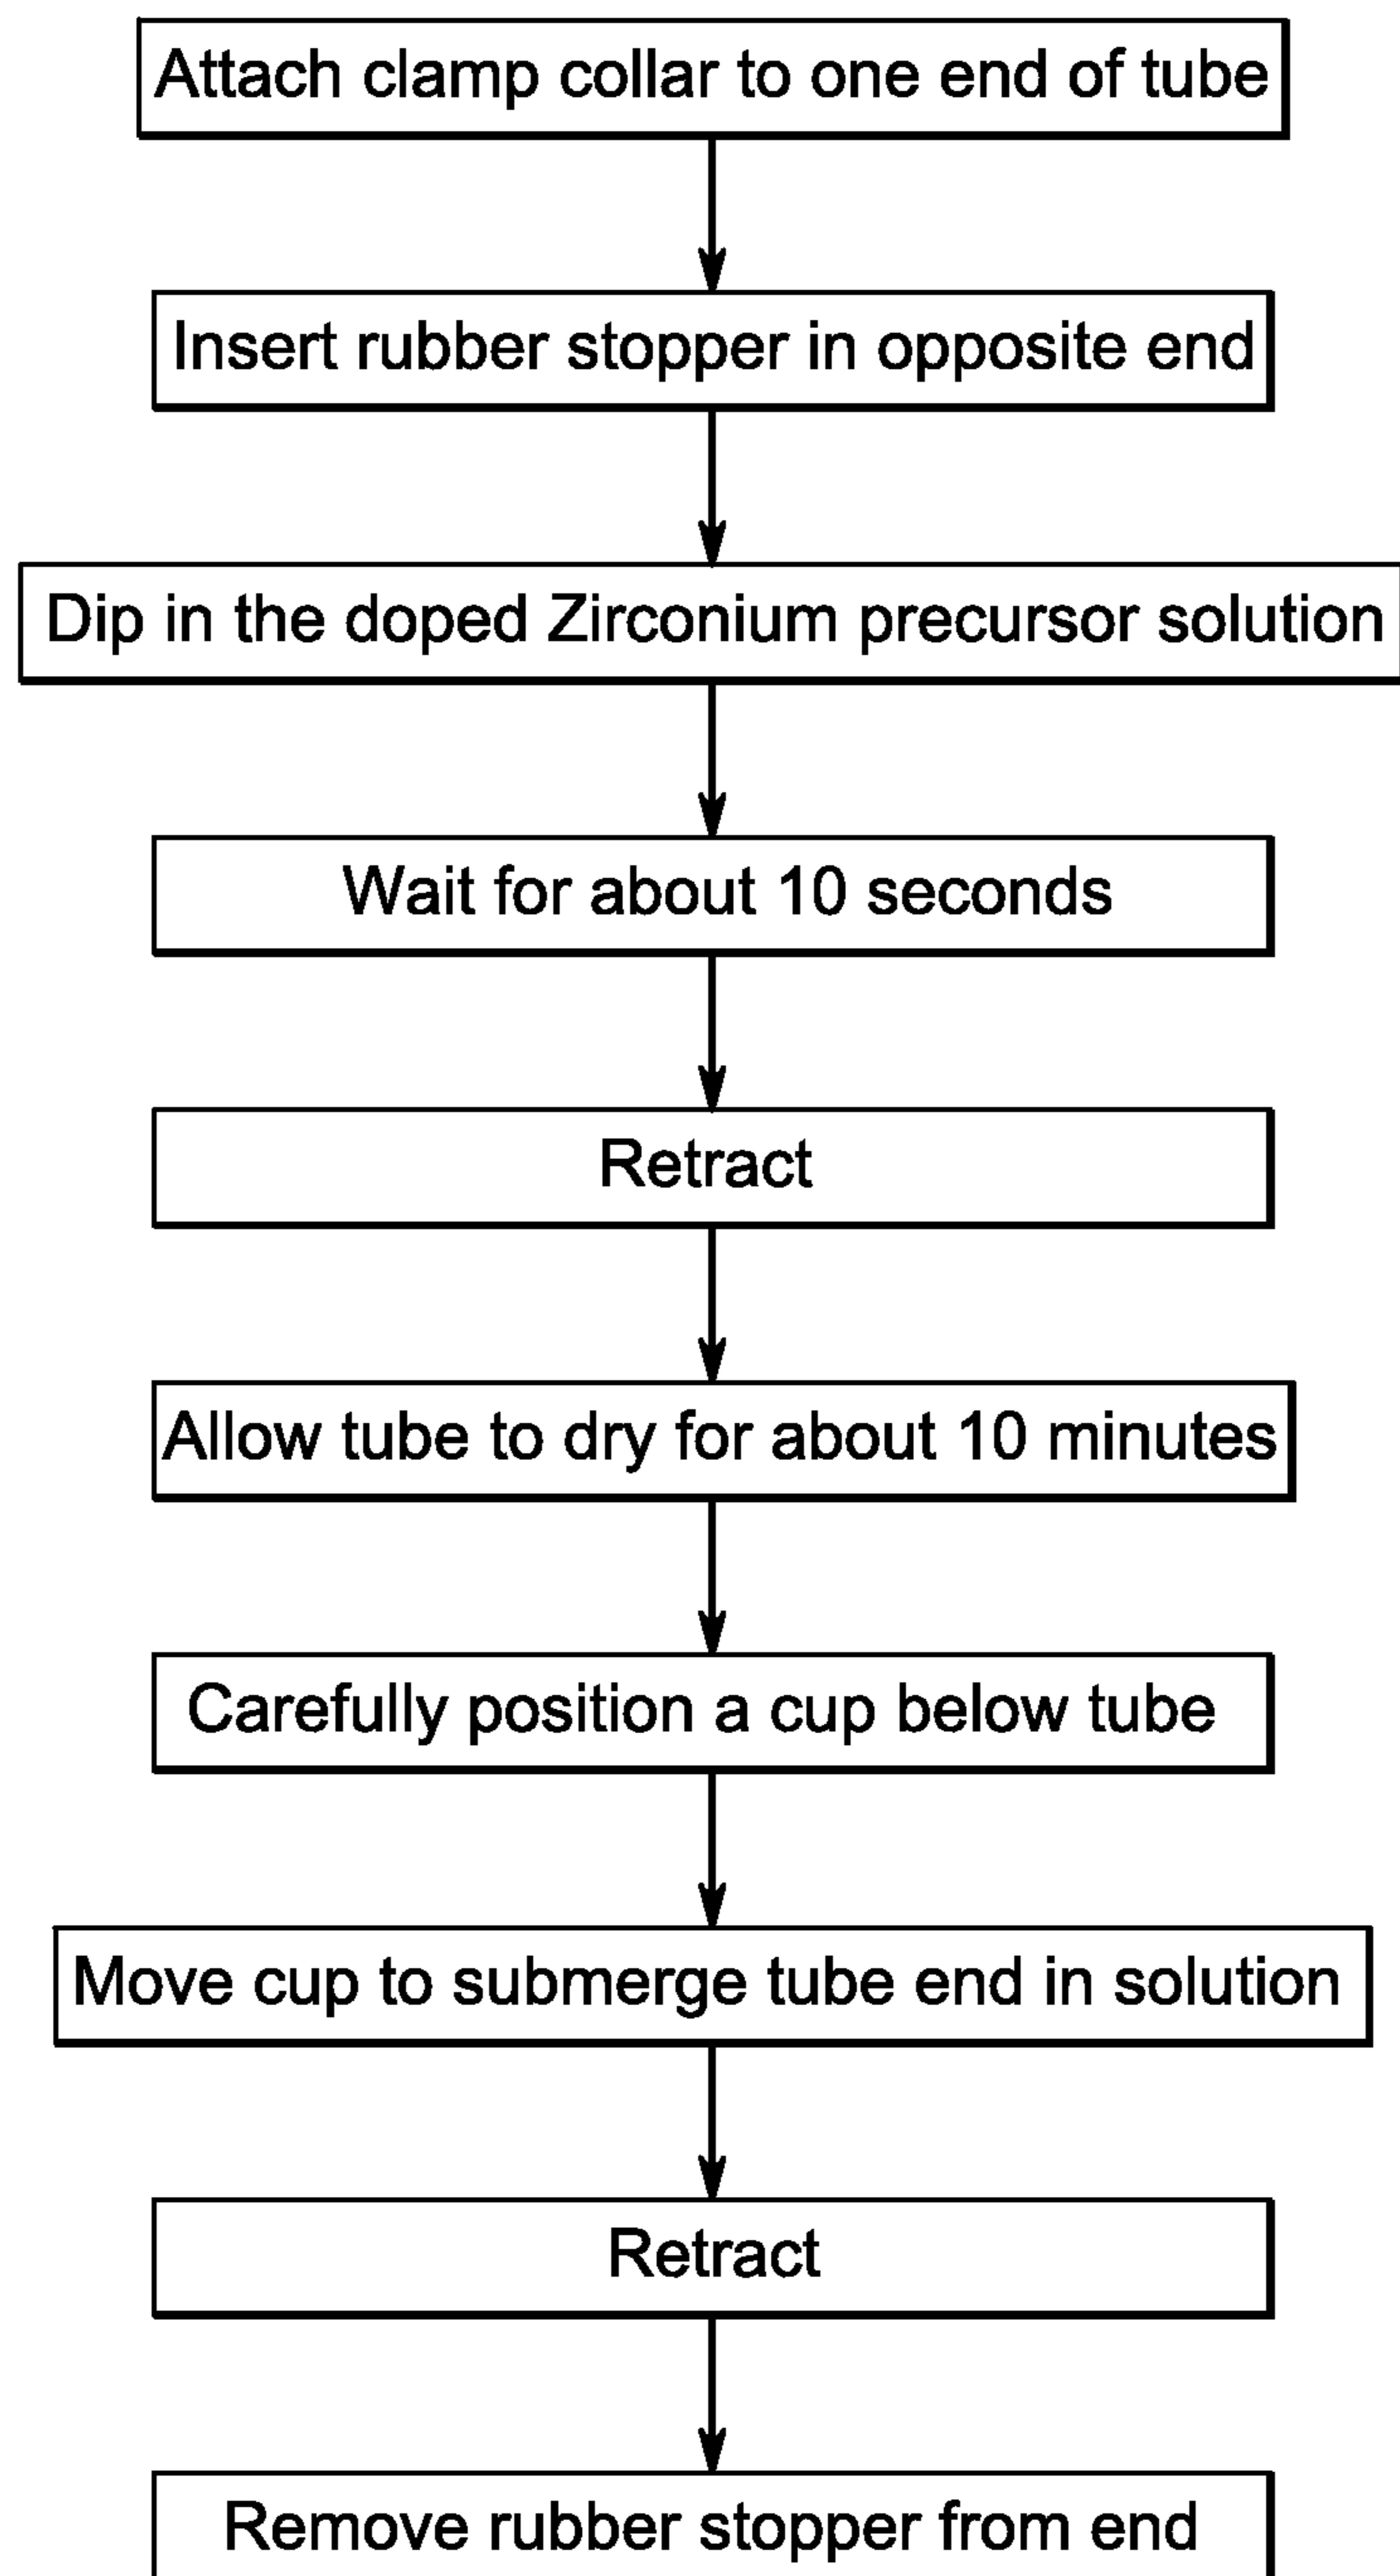 Attach clamp collar to one end of tube
Insert rubber stopper in opposite end
Dip in the doped Zirconium precursor solution
Wait for about 10 seconds
Retract
Allow tube to dry for about 10 minutes
Carefully position a cup below tube
Move cup to submerge tube end in solution
Retract
Remove rubber stopper from end